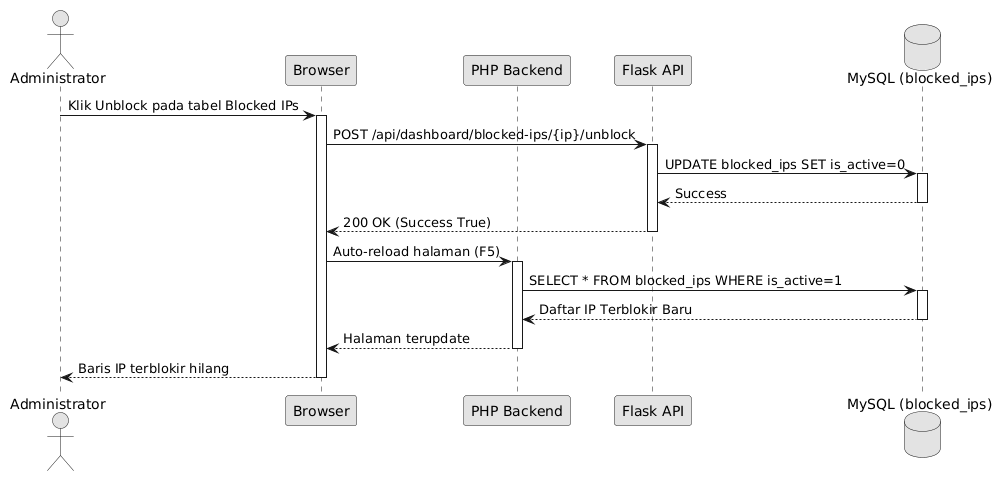 Administrator
Browser
PHP Backend
Flask API
MySQL (blocked_ips)
Klik Unblock pada tabel Blocked IPs
POST /api/dashboard/blocked-ips/{ip}/unblock
UPDATE blocked_ips SET is_active=0
Success
200 OK (Success True)
Auto-reload halaman (F5)
SELECT * FROM blocked_ips WHERE is_active=1
Daftar IP Terblokir Baru
Halaman terupdate
Baris IP terblokir hilang
Administrator
Browser
PHP Backend
Flask API
MySQL (blocked_ips)